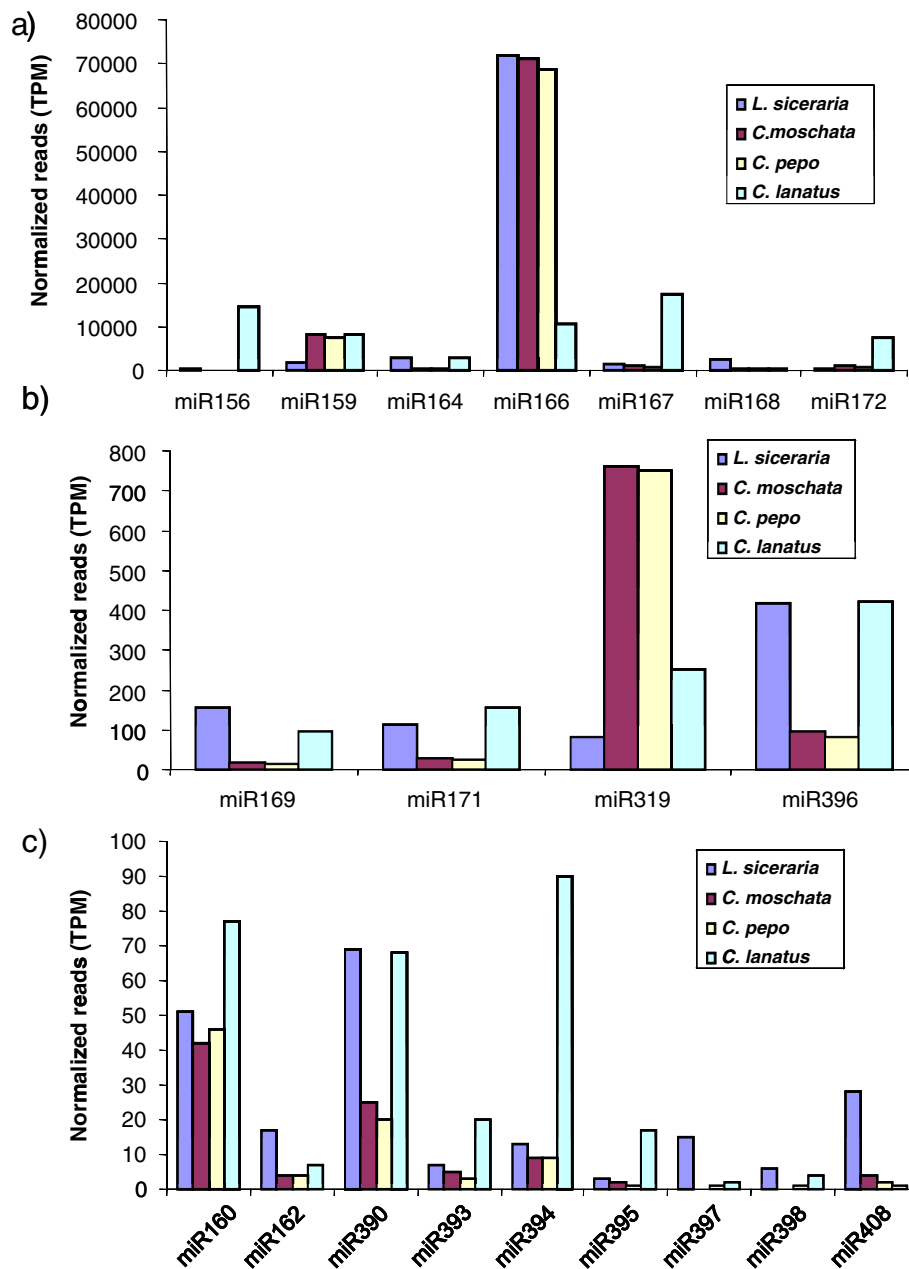 a)
Normalized reads (TPM)
80000
70000
60000
50000
40000
30000
20000
10000
0
L. siceraria
C.moschata
C. pepo
C. lanatus
miR156 miR159 miR164 miR166 miR167 miR168 miR172
b)
Normalized reads (TPM)
800
700
600
500
400
300
200
100
0
L. siceraria
C. moschata
C. pepo
C. lanatus
miR169 miR171 miR319 miR396
c)
Normalized reads (TPM)
100
90
80
70
60
50
40
30
20
10
0
L. siceraria
C. moschata
C. pepo
C. lanatus
miR160 miR162 miR390 miR393 miR394 miR395 miR397 miR398 miR408